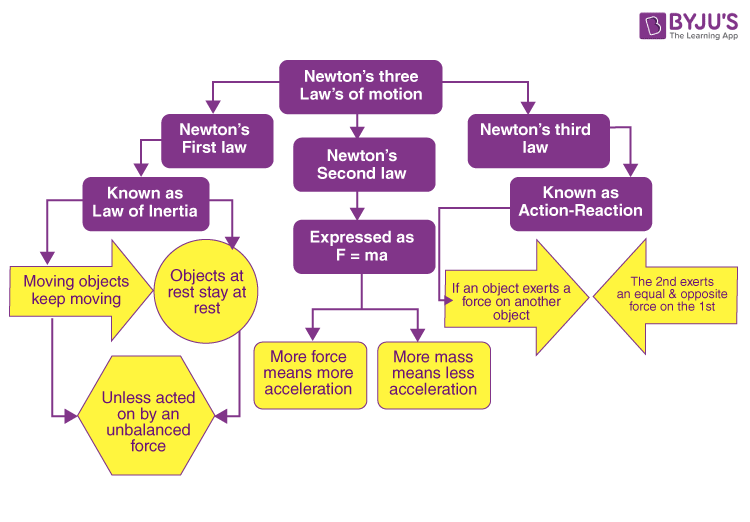 BYJU'S
The Learning App
Newton's three
Law's of motion
Newton's
First law
Newton's
Second law
Newton's third
law
Known as
Law of Inertia
Known as
Action-Reaction
Expressed as
F = ma
Moving objects
keep moving
Objects at
rest stay at
rest
If an object exerts a
force on another
object
The 2nd exerts
an equal & opposite
force on the 1st
More force
means more
acceleration
More mass
means less
acceleration
Unless acted
on by an
unbalanced
force